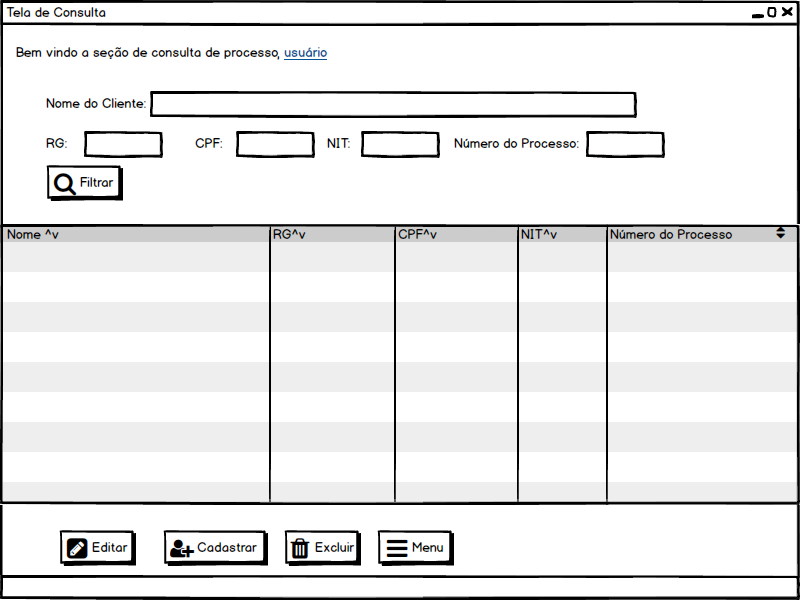 Tela de Consulta
Bem vindo a seção de consulta de processo, usuário
Nome do Cliente:
RG: CPF: NIT: Número do Processo:
Filtrar
Nome ^v RG^v CPF^v NIT^v Número do Processo
Editar Cadastrar Excluir Menu